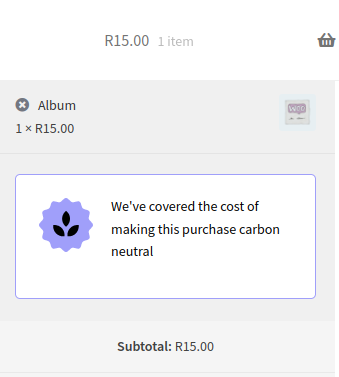 R15.00 1 item
Album
1 × R15.00
We've covered the cost of
making this purchase carbon
neutral
Subtotal: R15.00